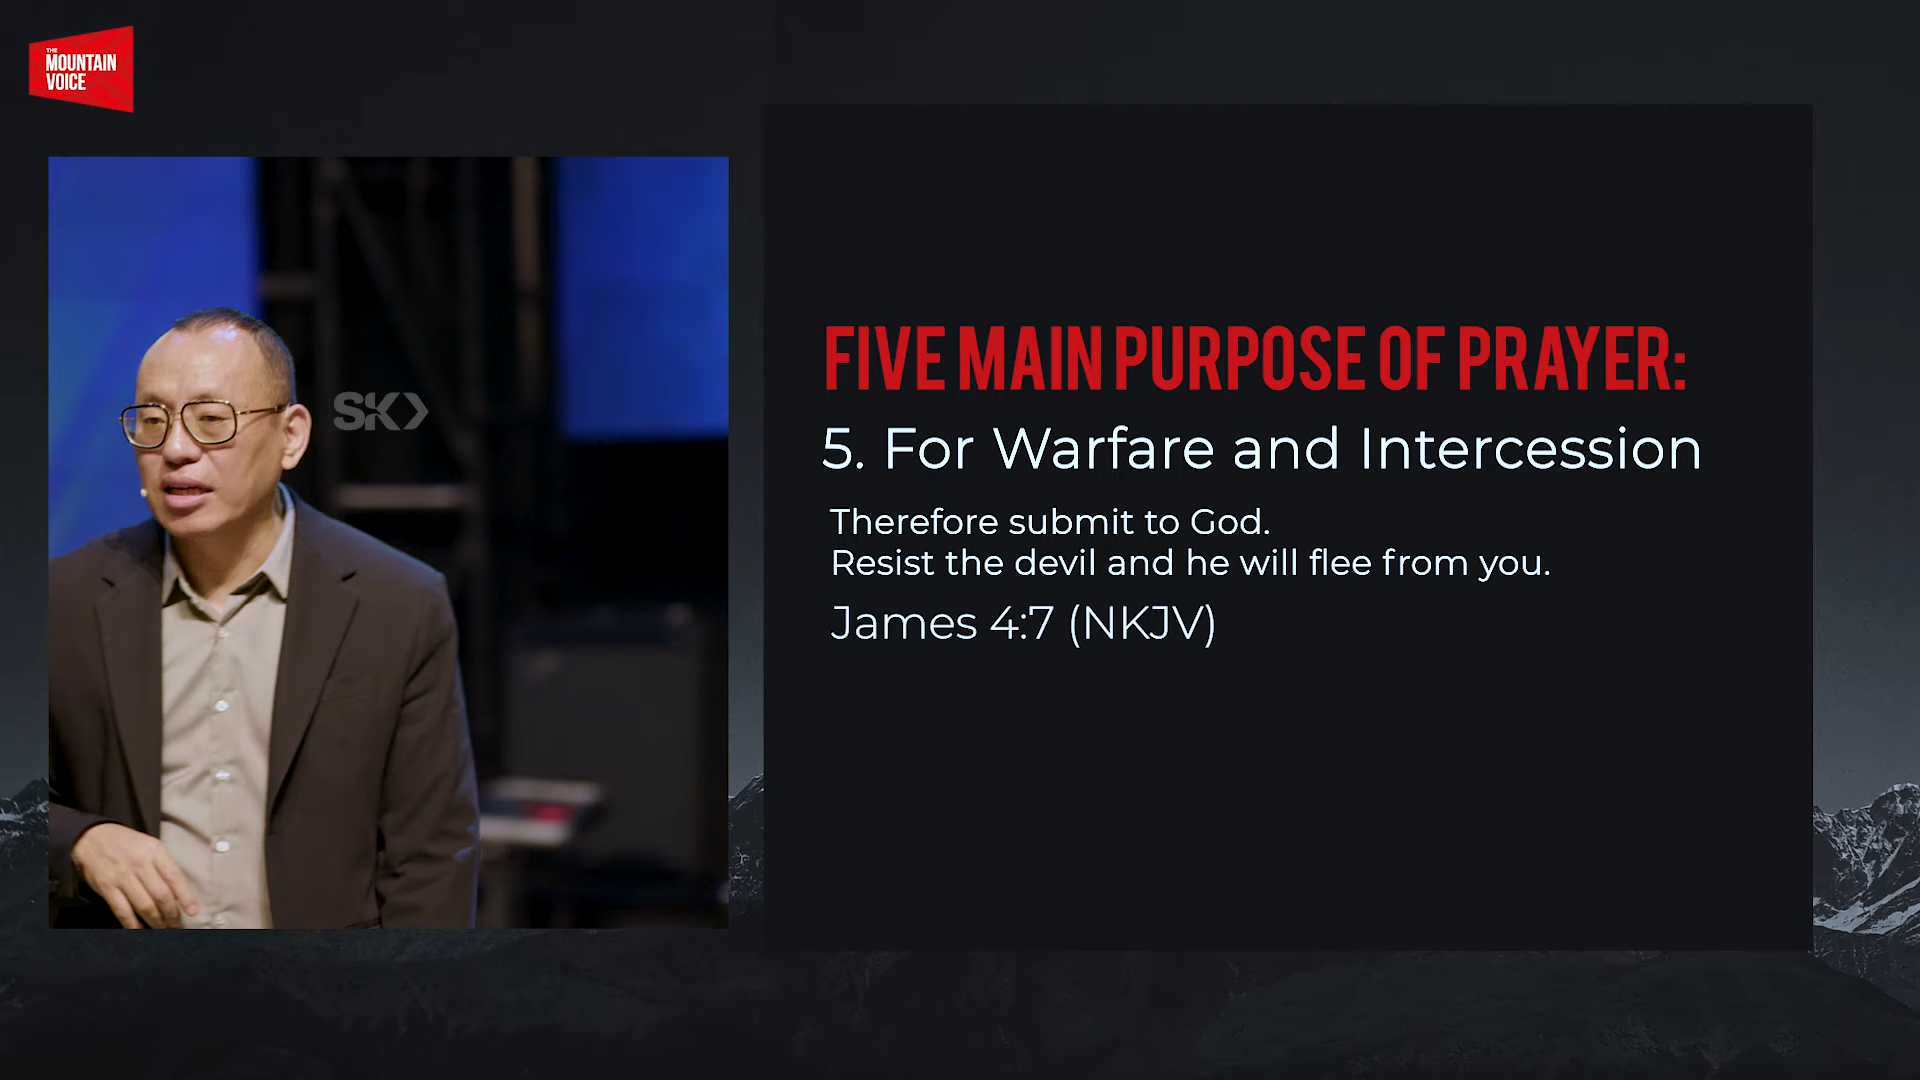 THE
MOUNTAIN
VOICE
SK
FIVE MAIN PURPOSE OF PRAYER:
5. For Warfare and Intercession
Therefore submit to God.
Resist the devil and he will flee from you.
James 4:7 (NKJV)